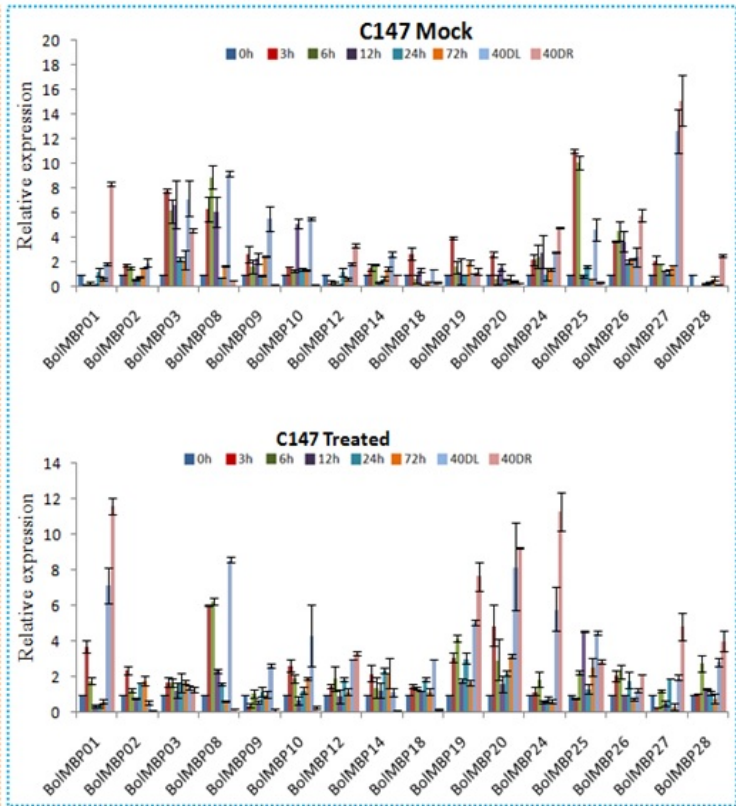 C147 Mock
0h 3h 6h 12h 24h 72h 40DL 40DR
Relative expression
20
18
16
14
12
10
8
6
4
2
0
BolMBP01 BolMBP02 BolMBP03 BolMBP08 BolMBP09 BolMBP10 BolMBP12 BolMBP14 BolMBP18 BolMBP19 BolMBP20 BolMBP24 BolMBP25 BolMBP26 BolMBP27 BolMBP28
C147 Treated
0h 3h 6h 12h 24h 72h 40DL 40DR
Relative expression
14
12
10
8
6
4
2
0
BolMBP01 BolMBP02 BolMBP03 BolMBP08 BolMBP09 BolMBP10 BolMBP12 BolMBP14 BolMBP18 BolMBP19 BolMBP20 BolMBP24 BolMBP25 BolMBP26 BolMBP27 BolMBP28